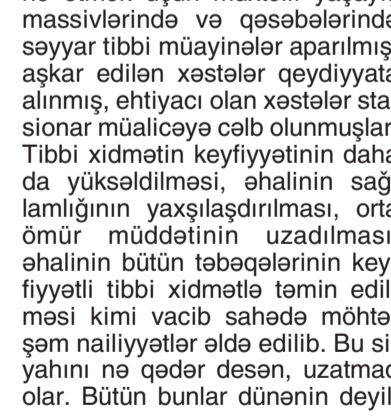 massivlərində və qəsəbələrində
səyyar tibbi müayinələr aparılmış
aşkar edilən xəstələr qeydiyyata
alınmış, ehtiyacı olan xəstələr sta
sionar müalicəyə cəlb olunmuşlar
Tibbi xidmətin keyfiyyətinin daha
da yüksəldilməsi, əhalinin sağ
lamlığının yaxşılaşdırılması, orta
ömür müddətinin uzadılması
əhalinin bütün təbəqələrinin key
fiyyətli tibbi xidmətlə təmin edil
məsi kimi vacib sahədə möhtə
şəm nailiyyətlər əldə edilib. Bu si
yahını nə qədər desən, uzatmaq
olar. Bütün bunlar dünənin deyil